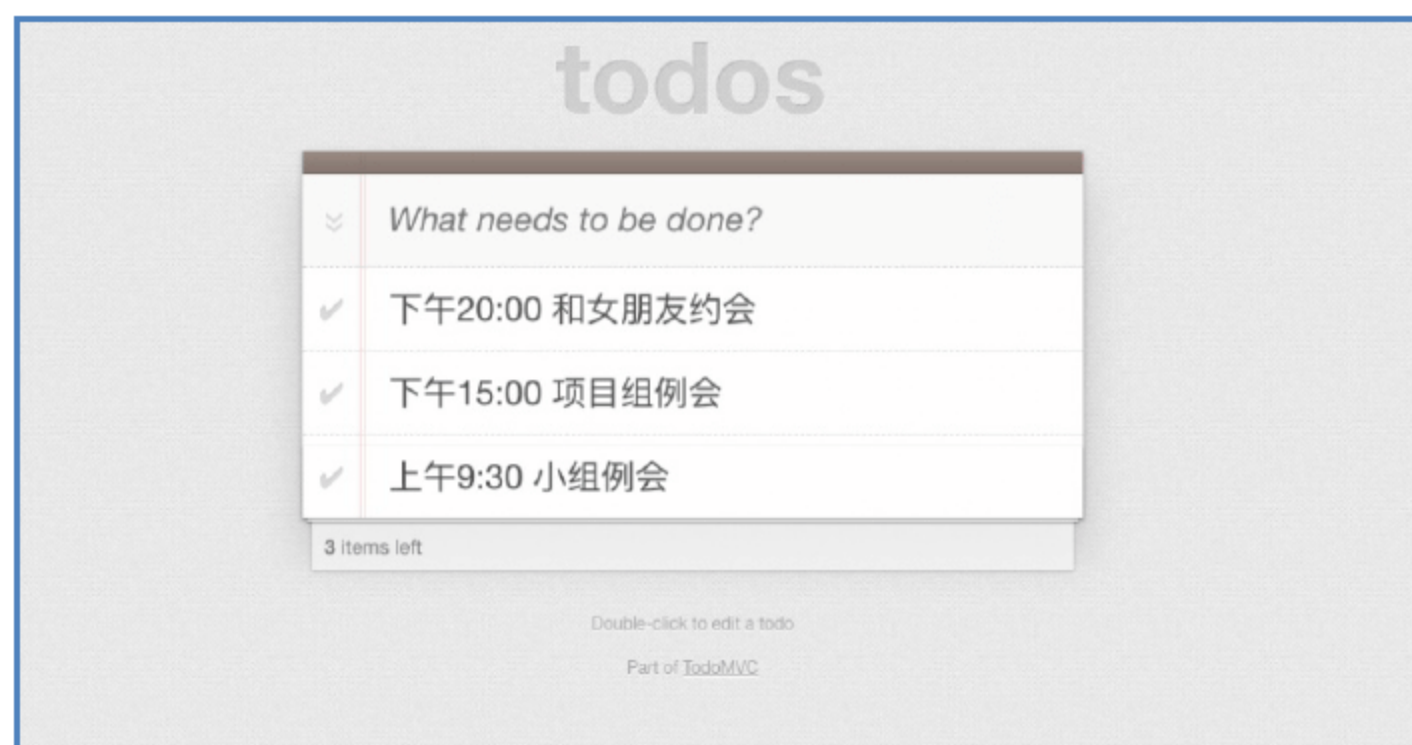 todos
What needs to be done?
下午20:00 和女朋友约会
下午15:00 项目组例会
上午9:30 小组例会
3 items left
Double-click to edit a todo
Part of TodoMVC